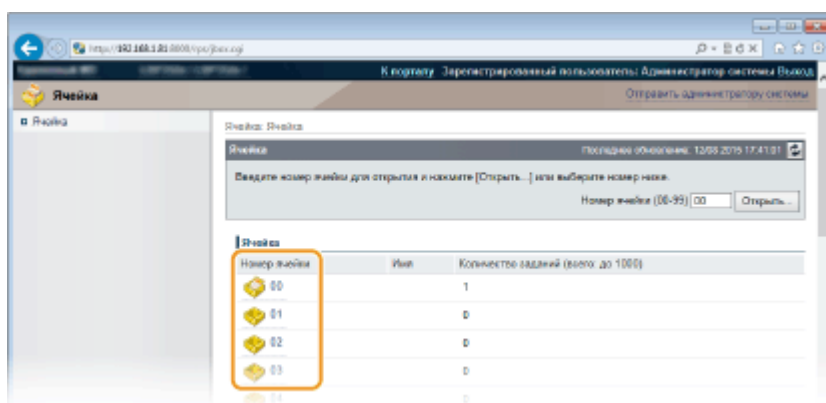 К порталу Зарегистрированный пользователь: Администратор системы Выход
Ячейка
Отправить администратору системы
Ячейка
Ячейка: Ячейка
Ячейка
Последнее обновление: 12/08 2015 17:41:01
Введите номер ячейки для открытия и нажмите [Открыть...] или выберите номер ниже.
Номер ячейки (00-99) 00 Открыть...
Ячейка
Номер ячейки Имя Количество заданий (всего: до 1000)
00 1
01 0
02 0
03 0
04 0